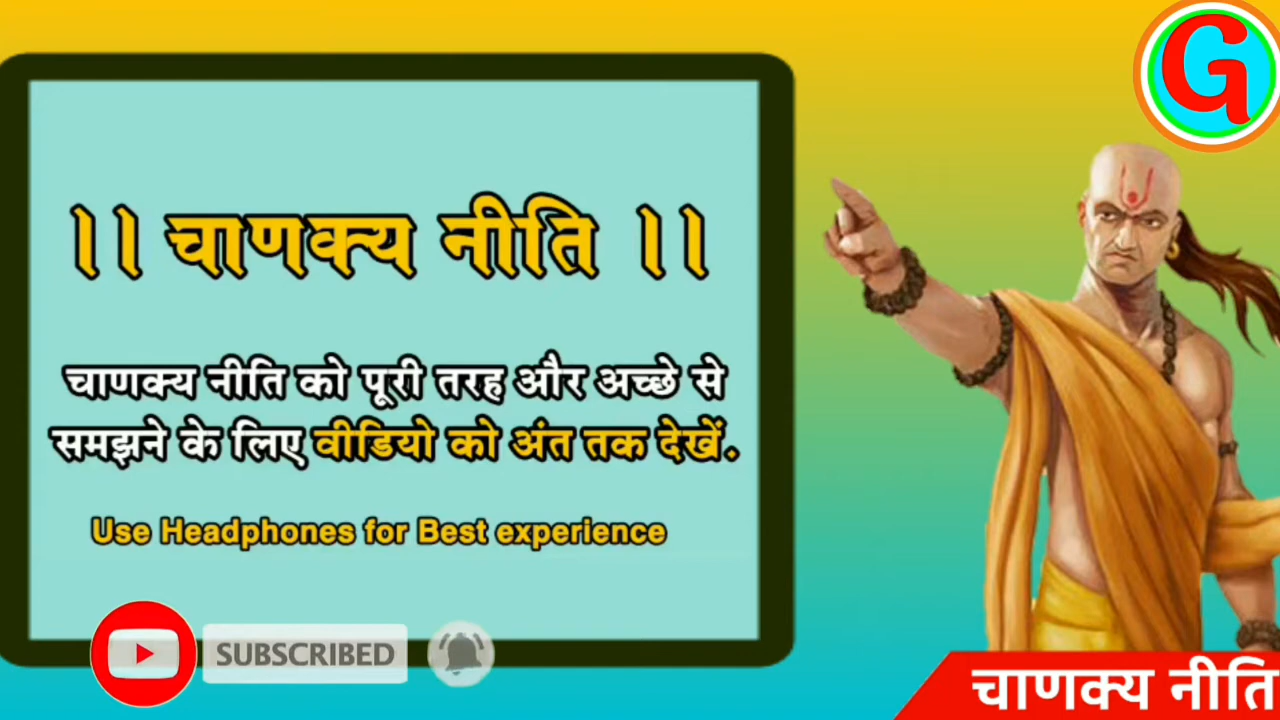 G
।। चाणक्य नीति ।।
चाणक्य नीति को पूरी तरह और अच्छे से
समझने के लिए वीडियो को अंत तक देखें.
Use Headphones for Best experience
SUBSCRIBED
चाणक्य नीति